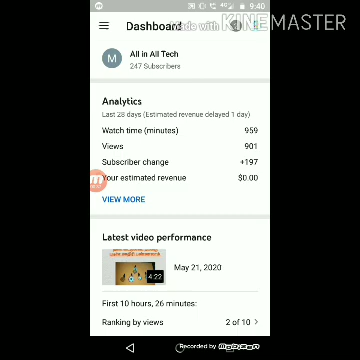 9:40
Dashboard
Made with
KINEMASTER
M
All in All Tech
247 Subscribers
Analytics
Last 28 days (Estimated revenue delayed 1 day)
Watch time (minutes) 959
Views 901
Subscriber change +197
Your estimated revenue $0.00
VIEW MORE
Latest video performance
4:22
May 21, 2020
First 10 hours, 26 minutes:
Ranking by views 2 of 10
Recorded by mobizen